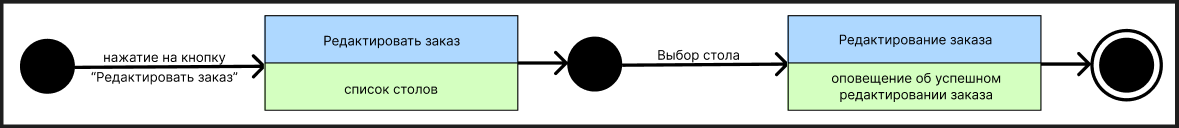 нажатие на кнопку
“Редактировать заказ”
Редактировать заказ
список столов
Выбор стола
Редактирование заказа
оповещение об успешном
редактировании заказа